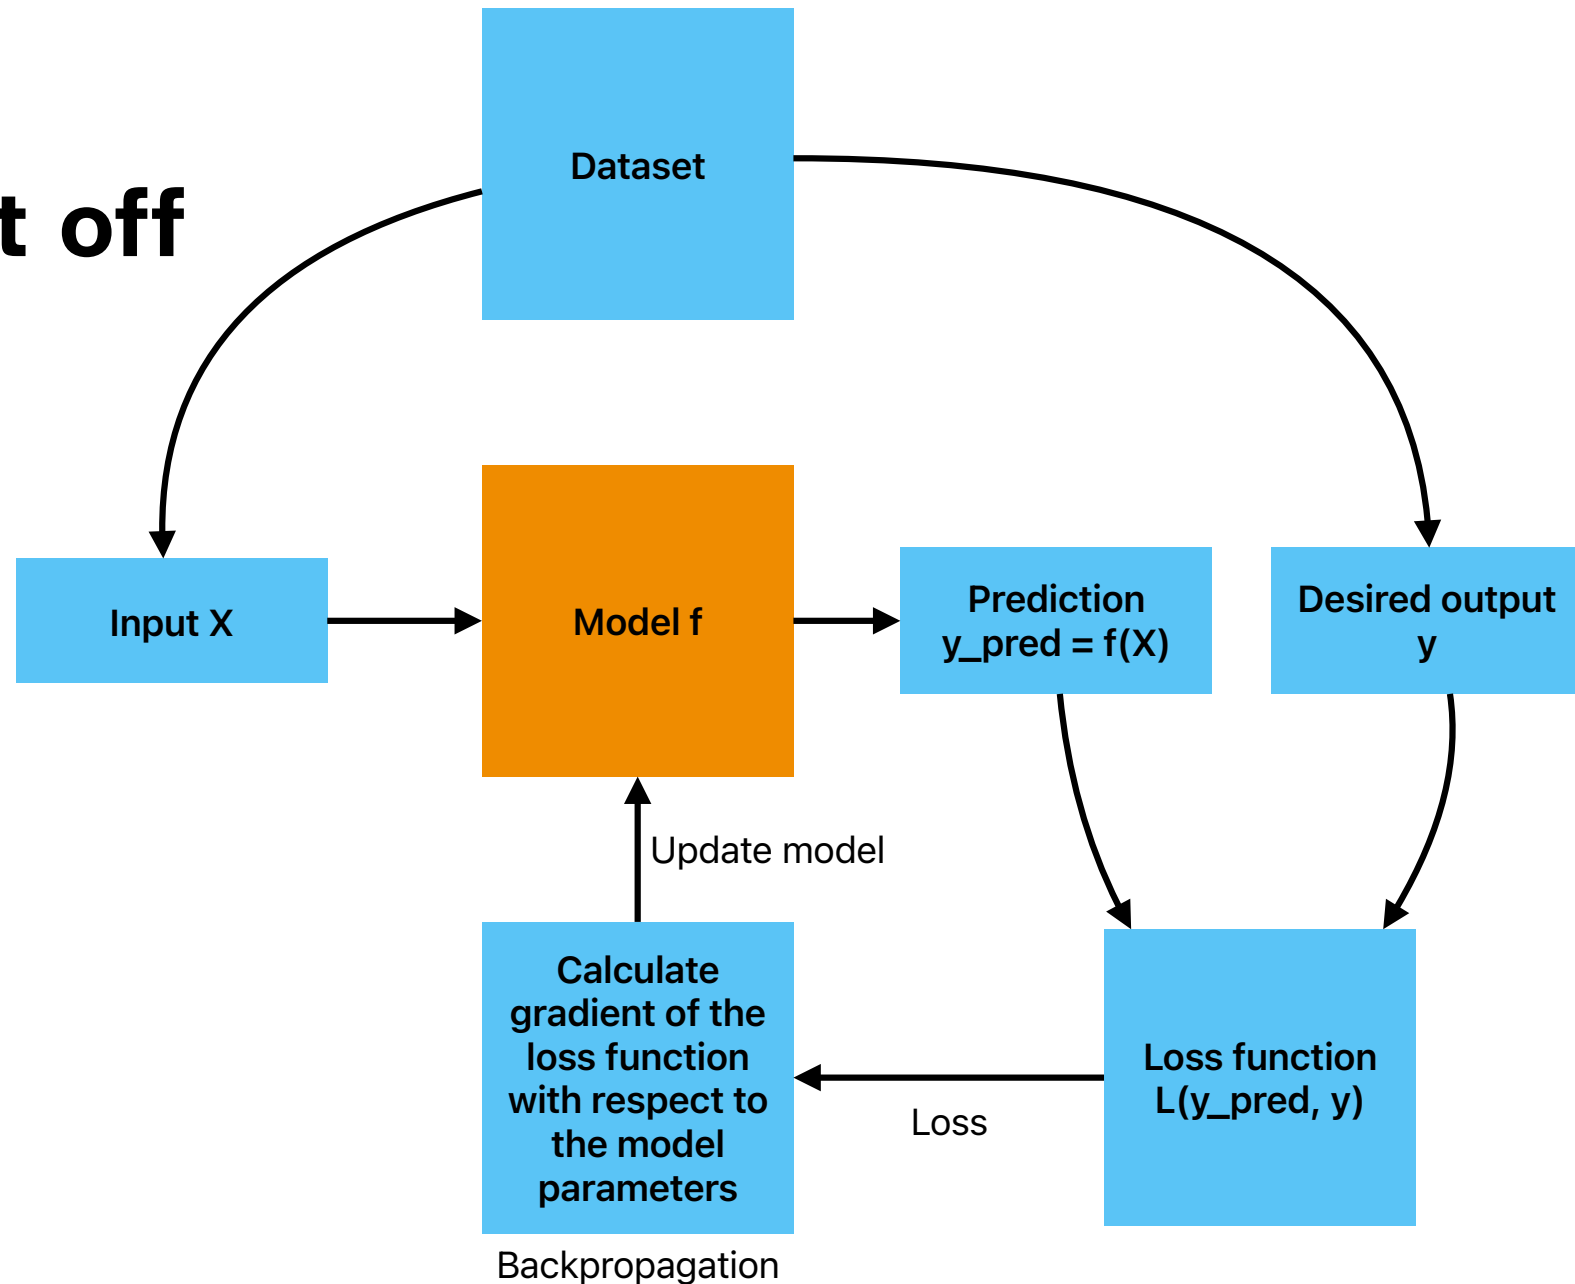 Dataset
t off
Input X
Model f
Prediction
y_pred = f(X)
Desired output
y
Update model
Calculate
gradient of the
loss function
with respect to
the model
parameters
Loss
Loss function
L(y_pred, y)
Backpropagation